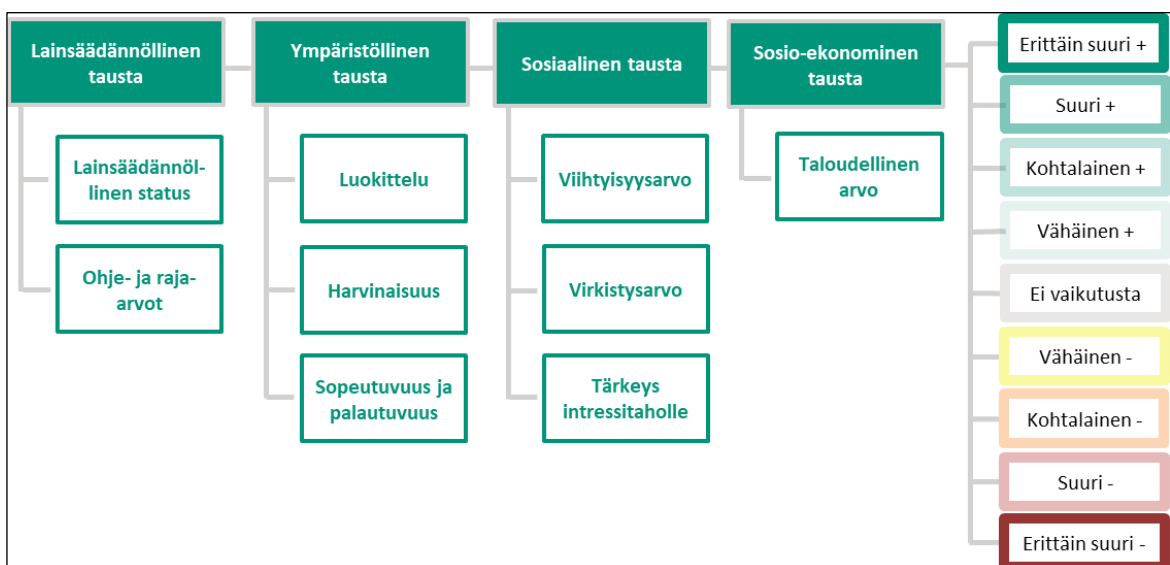 Lainsäädännöllinen
tausta
Lainsäädännöl-
linen status
Ohje- ja raja-
arvot
Ympäristöllinen
tausta
Luokittelu
Harvinaisuus
Sopeutuvuus ja
palautuvuus
Sosiaalinen tausta
Viihtyisyysarvo
Virkistysarvo
Tärkeys
intressitaholle
Sosio-ekonominen
tausta
Taloudellinen
arvo
Erittäin suuri +
Suuri +
Kohtalainen +
Vähäinen +
Ei vaikutusta
Vähäinen -
Kohtalainen -
Suuri -
Erittäin suuri -